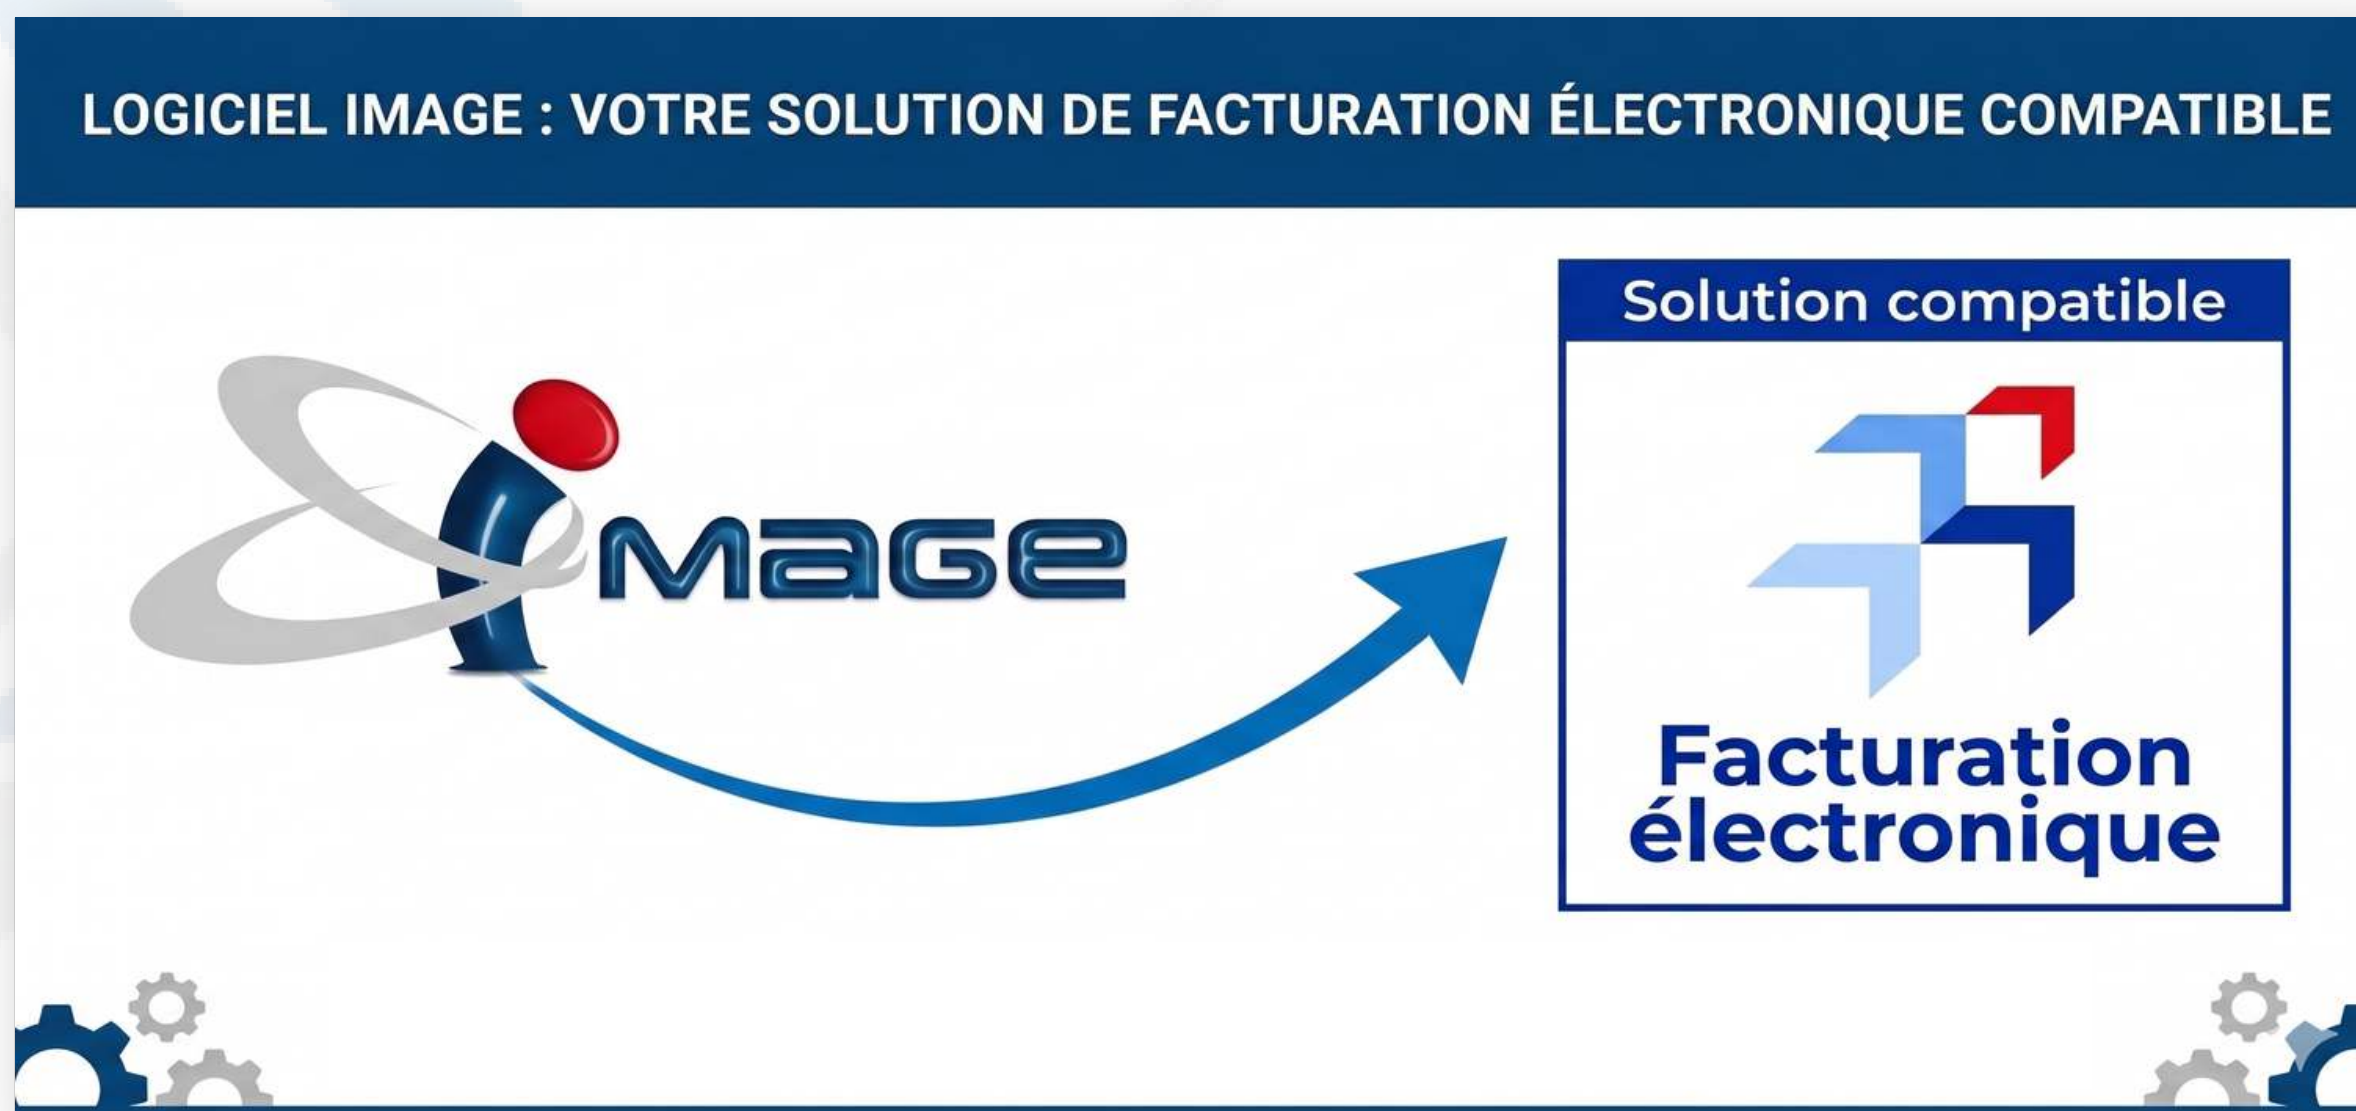 LOGICIEL IMAGE : VOTRE SOLUTION DE FACTURATION ÉLECTRONIQUE COMPATIBLE
Solution compatible
image
Facturation
électronique